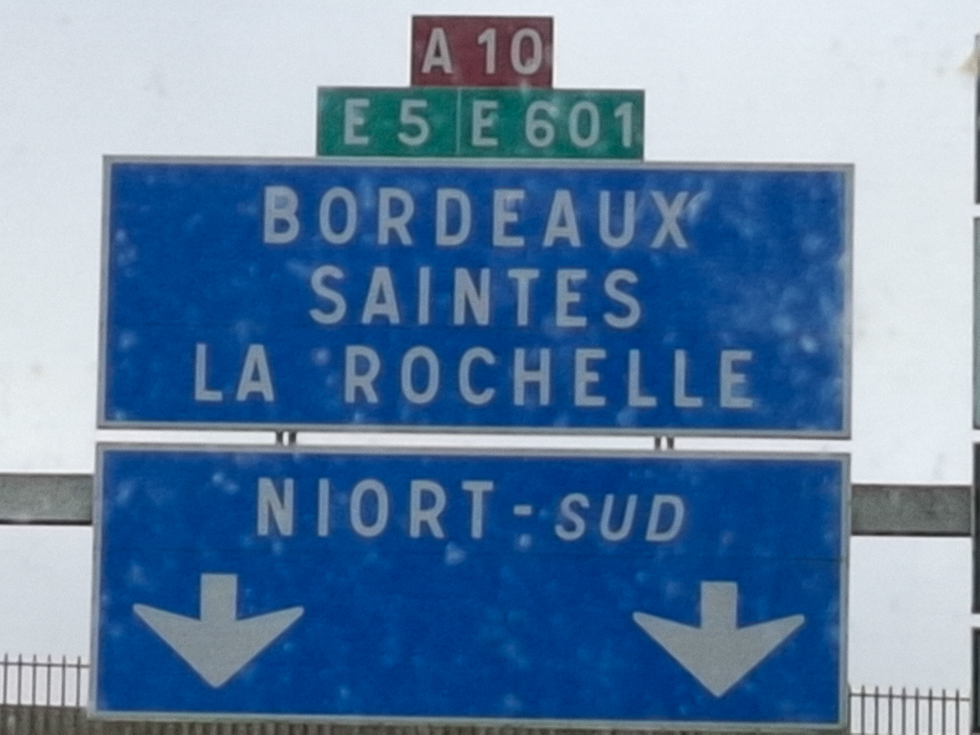 A 10
E 5 E 601
BORDEAUX
SAINTES
LA ROCHELLE
NIORT-SUD